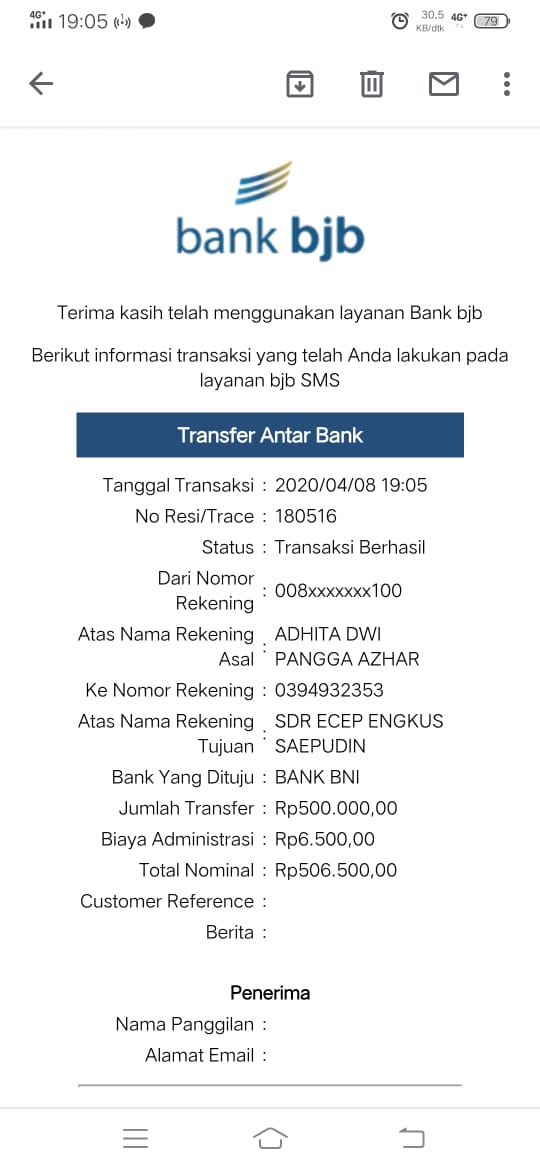 4G+ 19:05 30,5 KB/dtk 4G+ 79
bank bjb
Terima kasih telah menggunakan layanan Bank bjb
Berikut informasi transaksi yang telah Anda lakukan pada
layanan bjb SMS
Transfer Antar Bank
Tanggal Transaksi : 2020/04/08 19:05
No Resi/Trace : 180516
Status : Transaksi Berhasil
Dari Nomor
Rekening : 008xxxxxxx100
Atas Nama Rekening : ADHITA DWI
Asal PANGGA AZHAR
Ke Nomor Rekening : 0394932353
Atas Nama Rekening : SDR ECEP ENGKUS
Tujuan SAEPUDIN
Bank Yang Dituju : BANK BNI
Jumlah Transfer : Rp500.000,00
Biaya Administrasi : Rp6.500,00
Total Nominal : Rp506.500,00
Customer Reference :
Berita :
Penerima
Nama Panggilan :
Alamat Email :